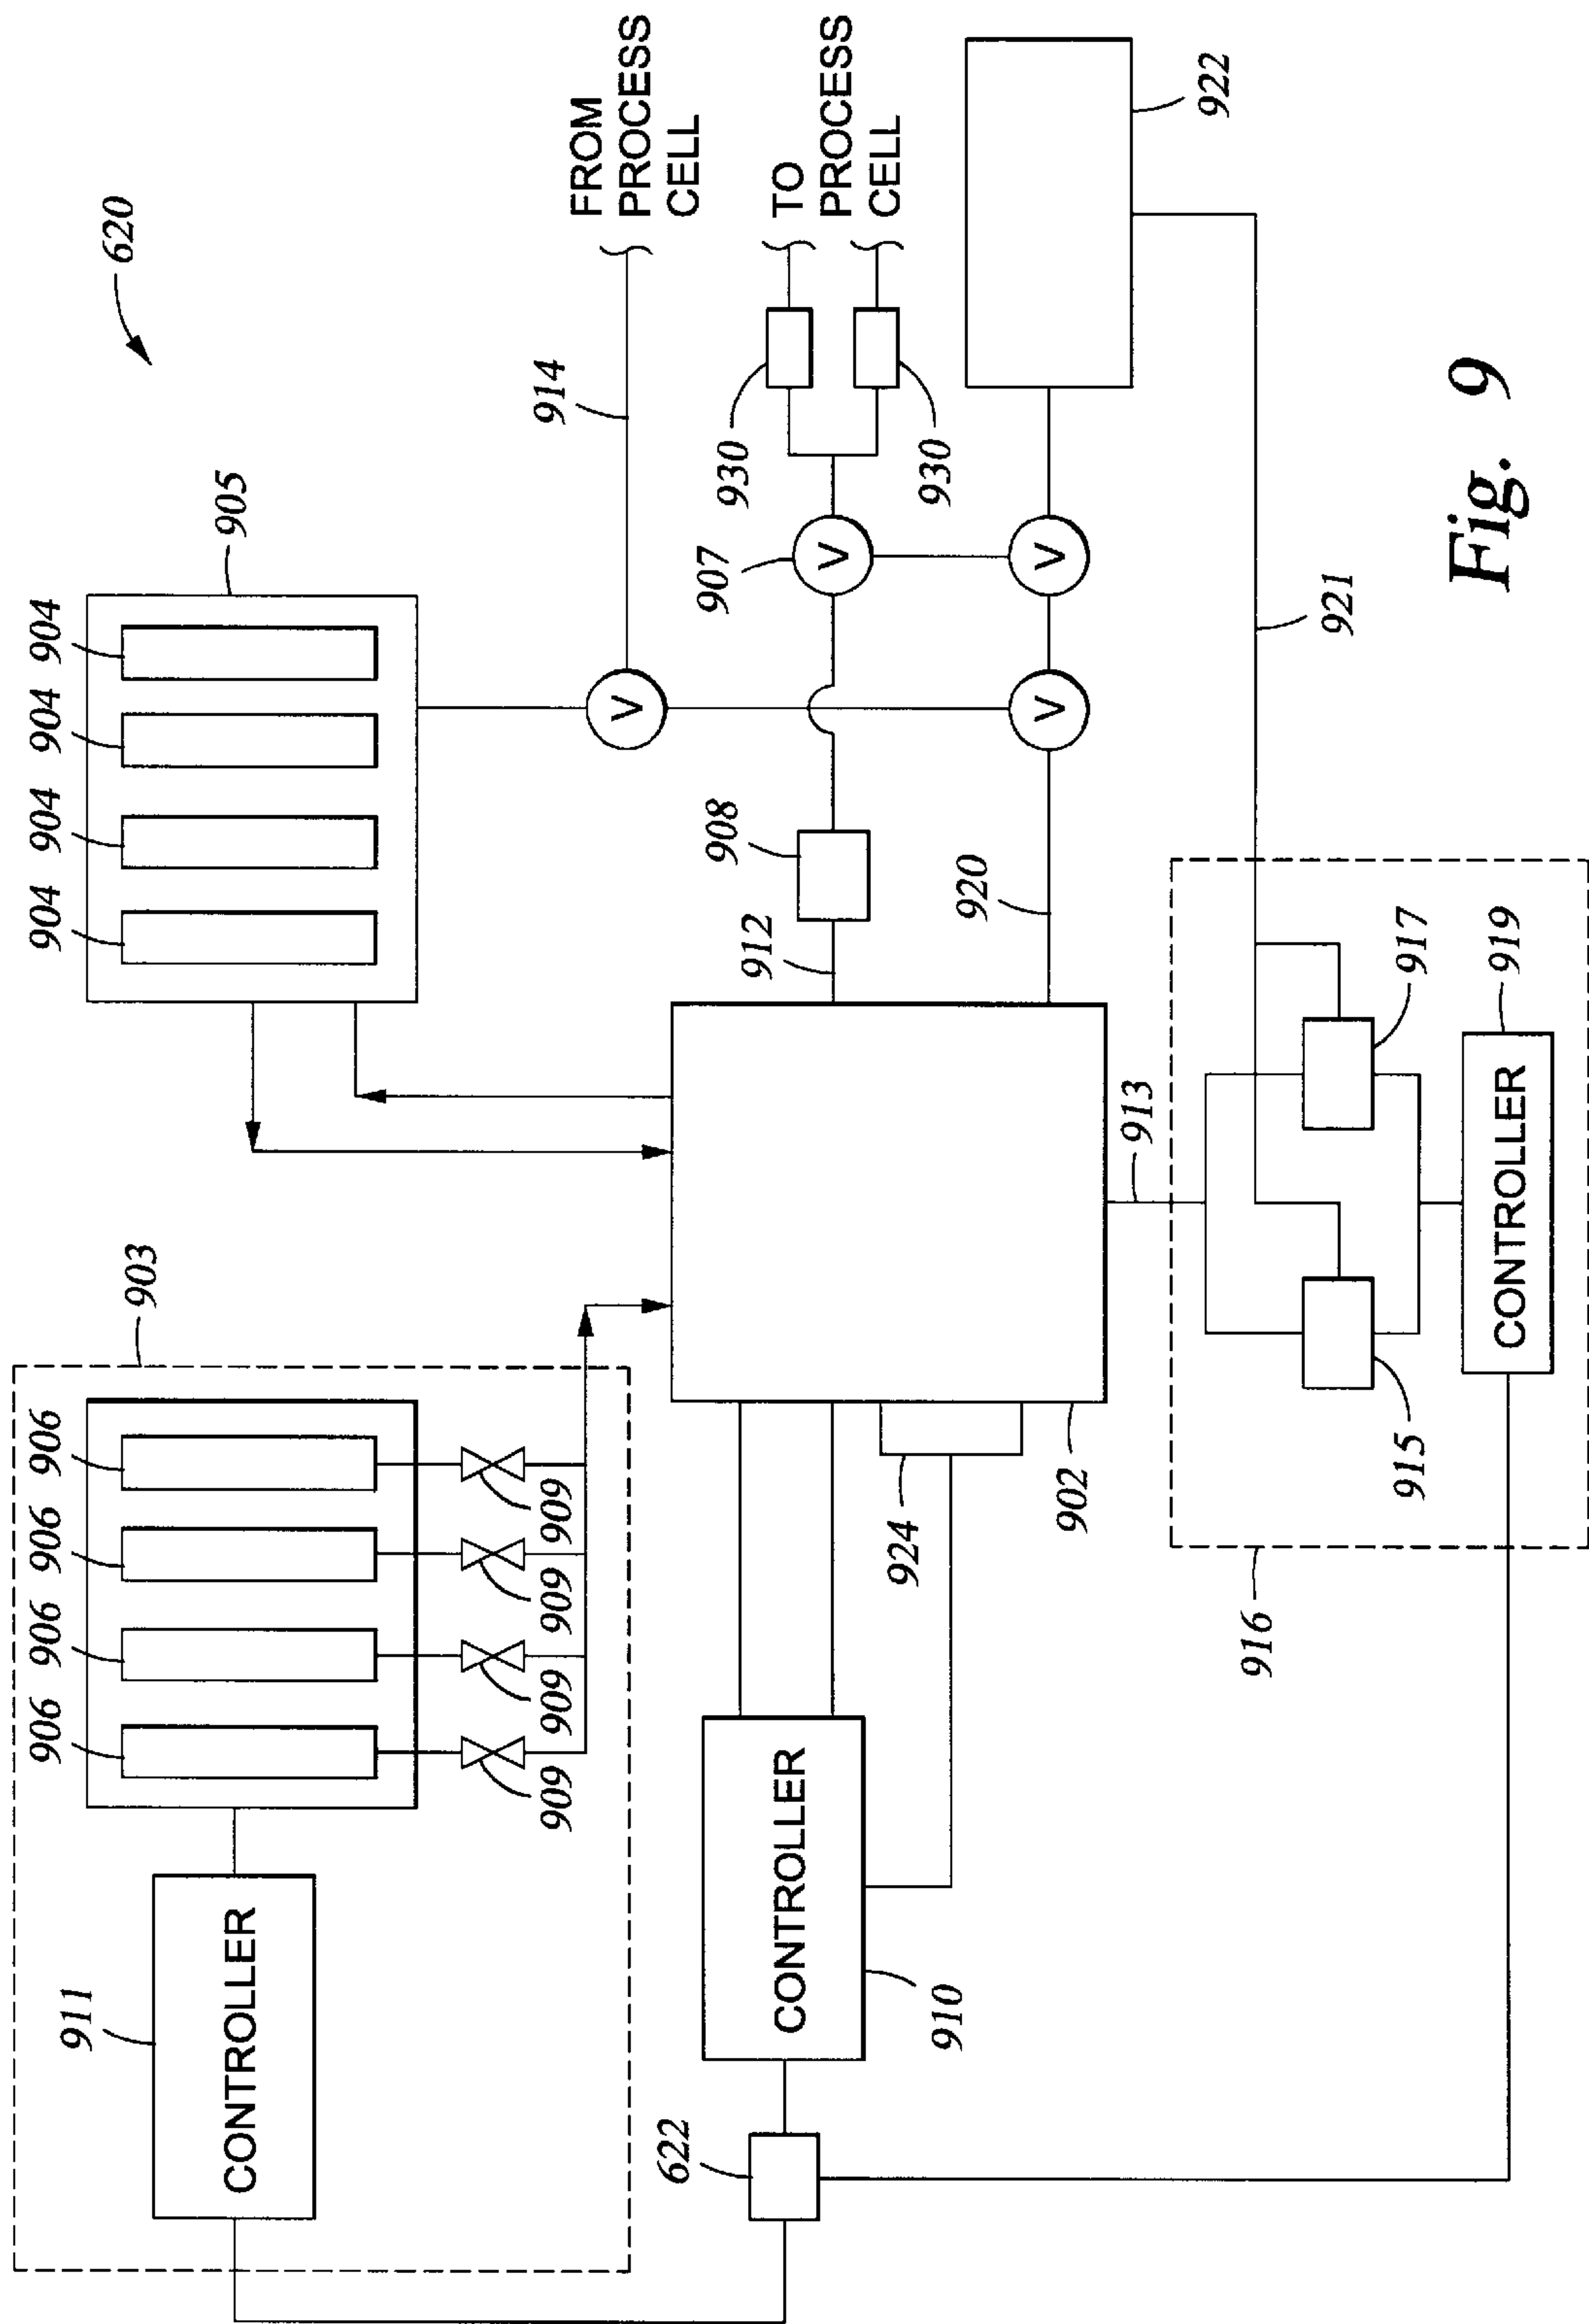 620
903
911
CONTROLLER
906
906
906
906
909
909
909
909
904
904
904
904
905
914
FROM
PROCESS
CELL
V
622
CONTROLLER
910
924
902
912
908
907
V
930
930
TO
PROCESS
CELL
920
V
V
922
913
921
916
915
917
CONTROLLER
919
Fig. 9